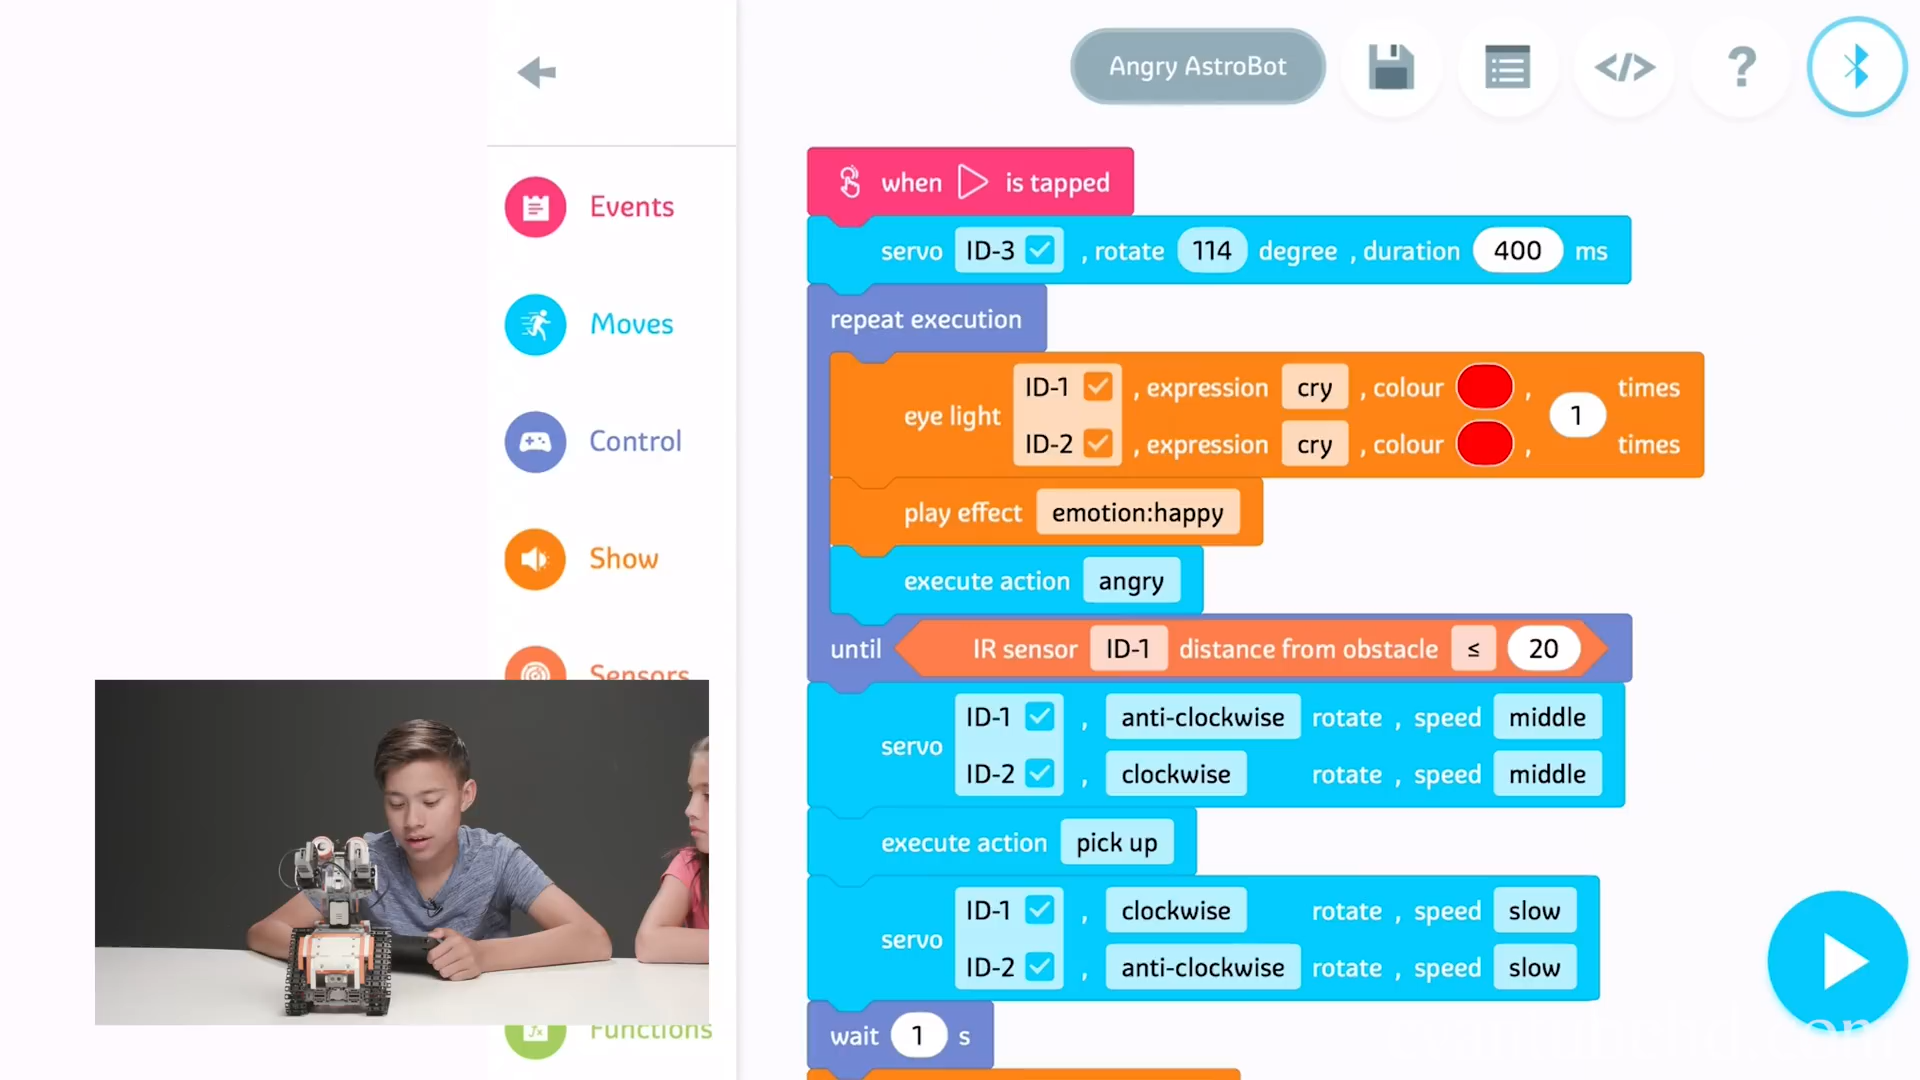 Angry AstroBot
</>
?
Events
Moves
Control
Show
Sensors
Functions
when is tapped
servo ID-3 , rotate 114 degree , duration 400 ms
repeat execution
eye light
ID-1 , expression cry , colour , times
1
ID-2 , expression cry , colour , times
play effect emotion:happy
execute action angry
until IR sensor ID-1 distance from obstacle ≤ 20
servo
ID-1 , anti-clockwise rotate , speed middle
ID-2 , clockwise rotate , speed middle
execute action pick up
servo
ID-1 , clockwise rotate , speed slow
ID-2 , anti-clockwise rotate , speed slow
wait 1 s